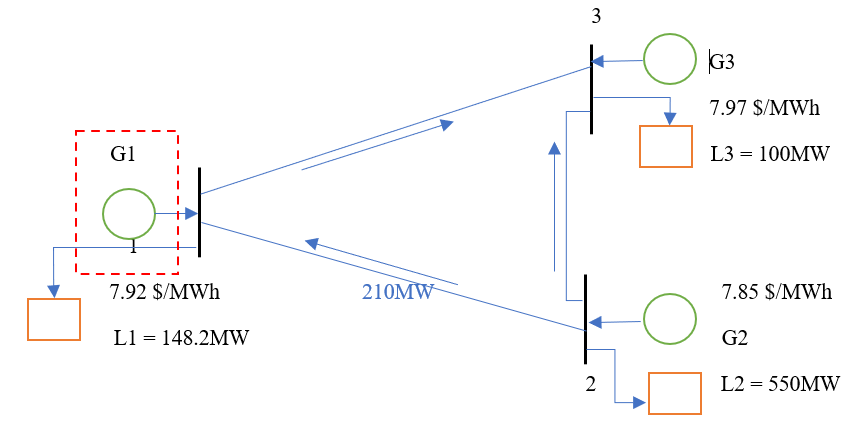 3
G3
7.97 $/MWh
L3 = 100MW
G1
1
7.92 $/MWh
L1 = 148.2MW
210MW
7.85 $/MWh
G2
L2 = 550MW
2